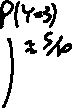 P(Y=3)
= 5/10